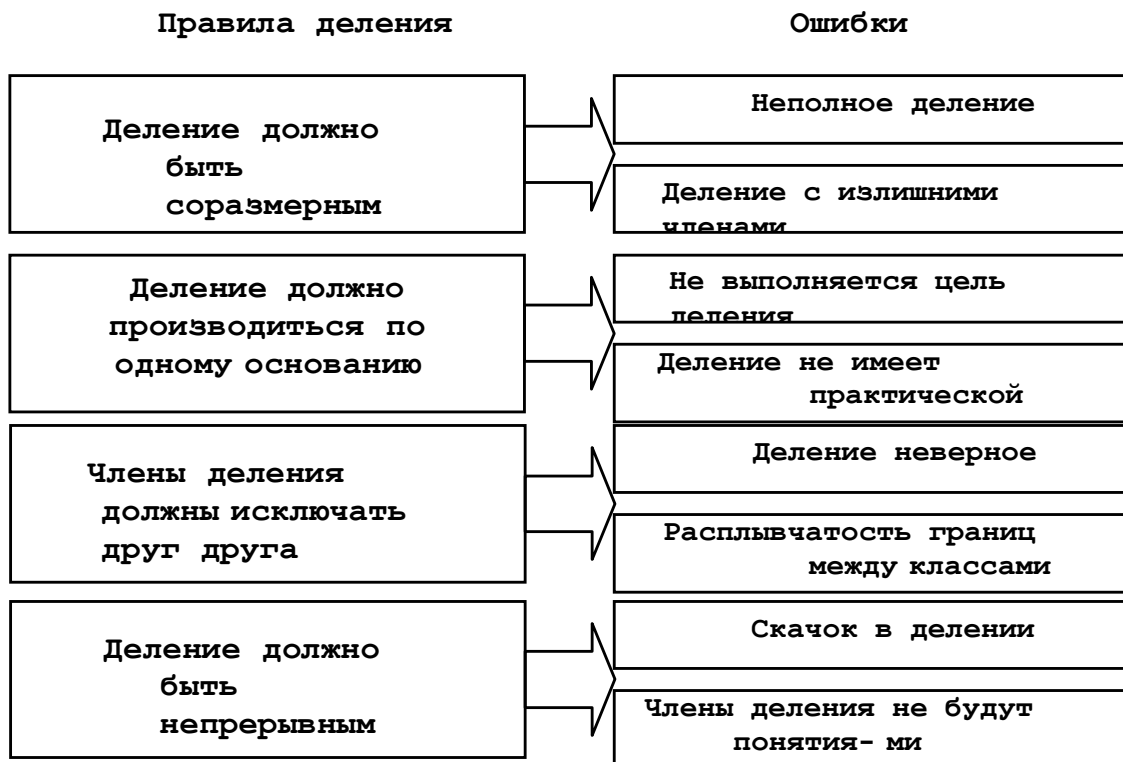 Правила деления
Ошибки
Деление должно
быть
соразмерным
Неполное деление
Деление с излишними
членами
Деление должно
производиться по
одному основанию
Не выполняется цель
деления
Деление не имеет
практической
Члены деления
должны исключать
друг друга
Деление неверное
Расплывчатость границ
между классами
Деление должно
быть
непрерывным
Скачок в делении
Члены деления не будут
понятия- ми